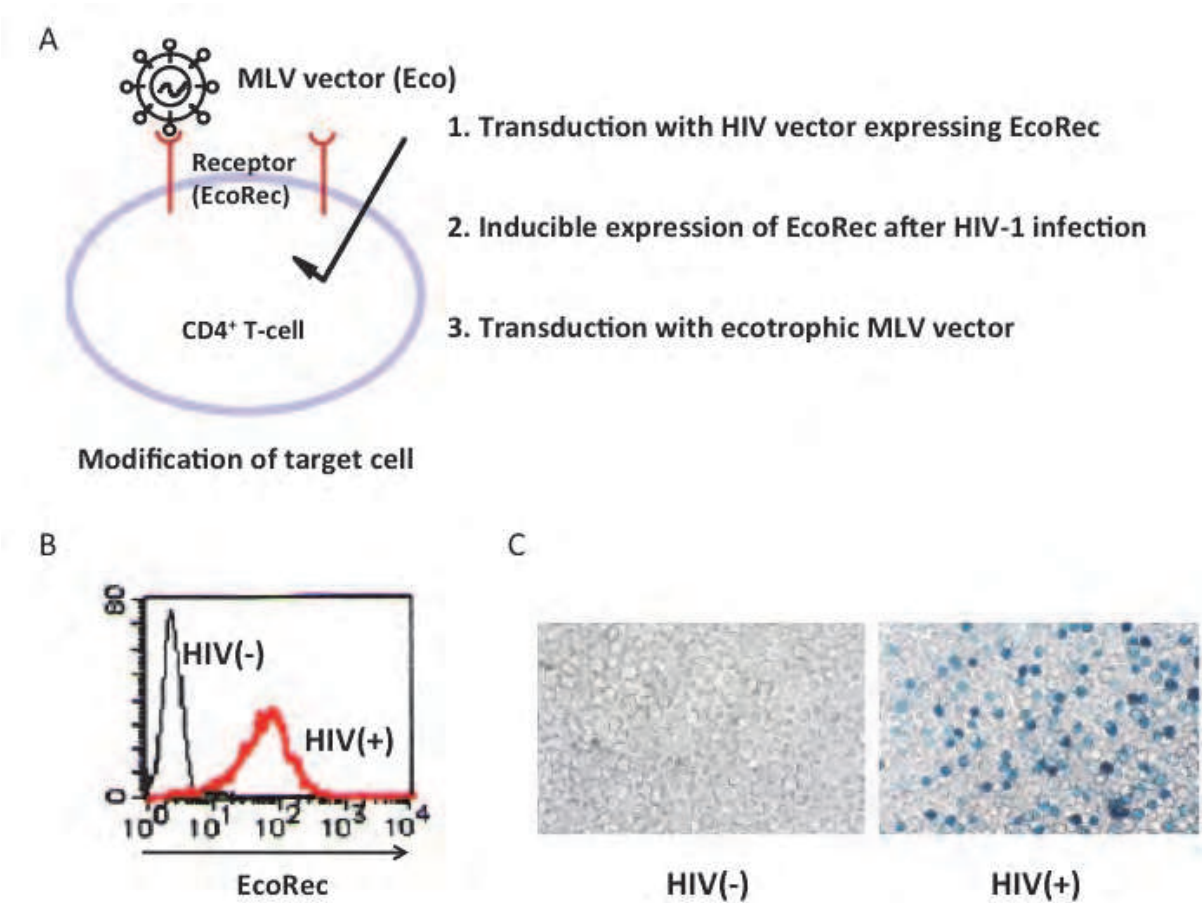 A
MLV vector (Eco)
1. Transduction with HIV vector expressing EcoRec
Receptor
(EcoRec)
2. Inducible expression of EcoRec after HIV-1 infection
CD4⁺ T-cell
3. Transduction with ecotrophic MLV vector
Modification of target cell
B
C
80
HIV(-)
HIV(+)
0
10⁰ 10¹ 10² 10³ 10⁴
EcoRec
HIV(-)
HIV(+)